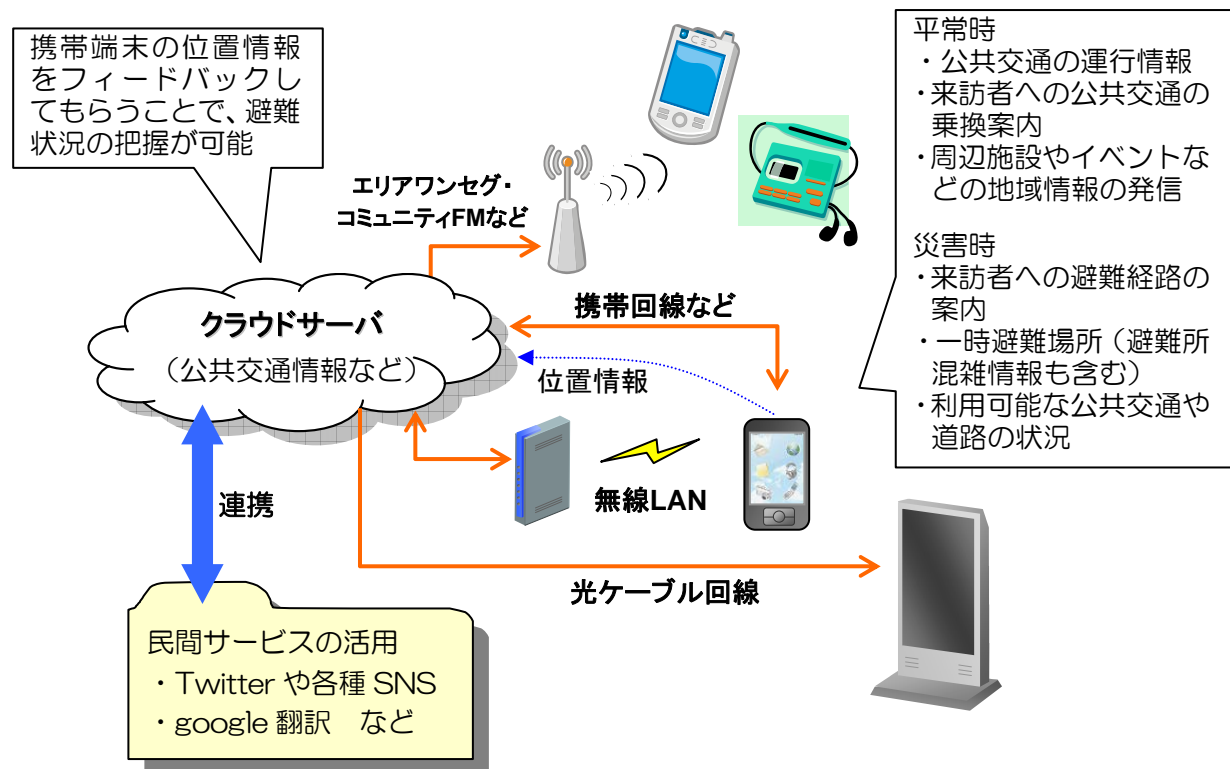 携帯端末の位置情報
をフィードバックし
てもらうことで、避難
状況の把握が可能
エリアワンセグ・
コミュニティFMなど
平常時
・公共交通の運行情報
・来訪者への公共交通の
乗換案内
・周辺施設やイベントな
どの地域情報の発信
災害時
・来訪者への避難経路の
案内
・一時避難場所（避難所
混雑情報も含む）
・利用可能な公共交通や
道路の状況
クラウドサーバ
（公共交通情報など）
携帯回線など
位置情報
無線LAN
連携
光ケーブル回線
民間サービスの活用
・Twitter や各種 SNS
・google 翻訳　など